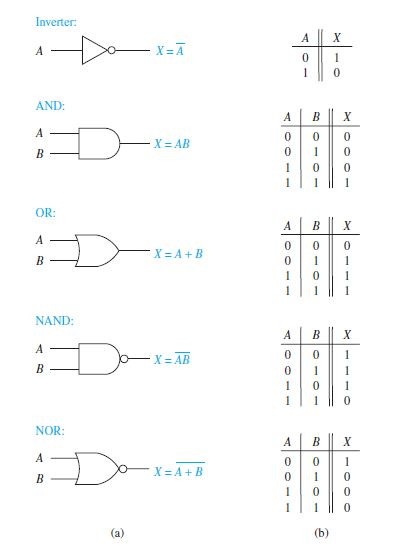 Inverter:
A X = A̅
A X
0 1
1 0
AND:
A
B
X = AB
A B X
0 0 0
0 1 0
1 0 0
1 1 1
OR:
A
B
X = A + B
A B X
0 0 0
0 1 1
1 0 1
1 1 1
NAND:
A
B
X = A̅B̅
A B X
0 0 1
0 1 1
1 0 1
1 1 0
NOR:
A
B
X = A̅ ̅+̅ ̅B̅
A B X
0 0 1
0 1 0
1 0 0
1 1 0
(a) (b)